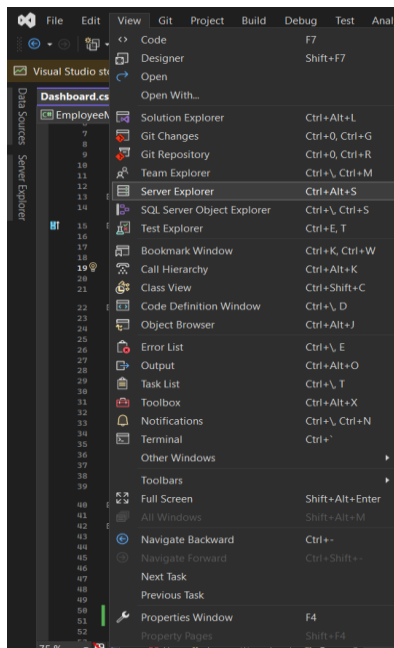 File Edit View Git Project Build Debug Test
Code F7
Designer Shift+F7
Visual Studio
Open
Open With...
Dashboard.cs
Data Sources
Server Explorer
Solution Explorer Ctrl+Alt+L
Git Changes Ctrl+0, Ctrl+G
Git Repository Ctrl+0, Ctrl+R
Team Explorer Ctrl+\, Ctrl+M
Server Explorer Ctrl+Alt+S
SQL Server Object Explorer Ctrl+\, Ctrl+S
Test Explorer Ctrl+E, T
Bookmark Window Ctrl+K, Ctrl+W
Call Hierarchy Ctrl+Alt+K
Class View Ctrl+Shift+C
Code Definition Window Ctrl+\, D
Object Browser Ctrl+Alt+J
Error List Ctrl+\, E
Output Ctrl+Alt+O
Task List Ctrl+\, T
Toolbox Ctrl+Alt+X
Notifications Ctrl+\, Ctrl+N
Terminal Ctrl+`
Other Windows
Toolbars
Full Screen Shift+Alt+Enter
All Windows Shift+Alt+M
Navigate Backward Ctrl+-
Navigate Forward Ctrl+Shift+-
Next Task
Previous Task
Properties Window F4
Property Pages Shift+F4